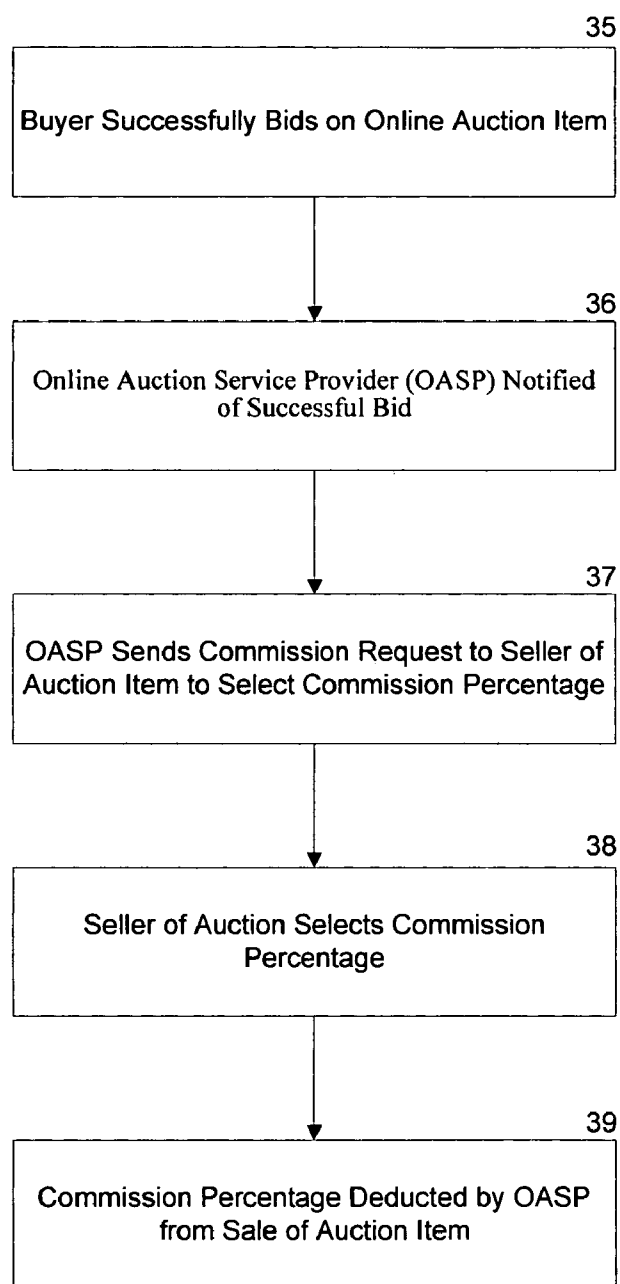 35
Buyer Successfully Bids on Online Auction Item
36
Online Auction Service Provider (OASP) Notified
of Successful Bid
37
OASP Sends Commission Request to Seller of
Auction Item to Select Commission Percentage
38
Seller of Auction Selects Commission
Percentage
39
Commission Percentage Deducted by OASP
from Sale of Auction Item